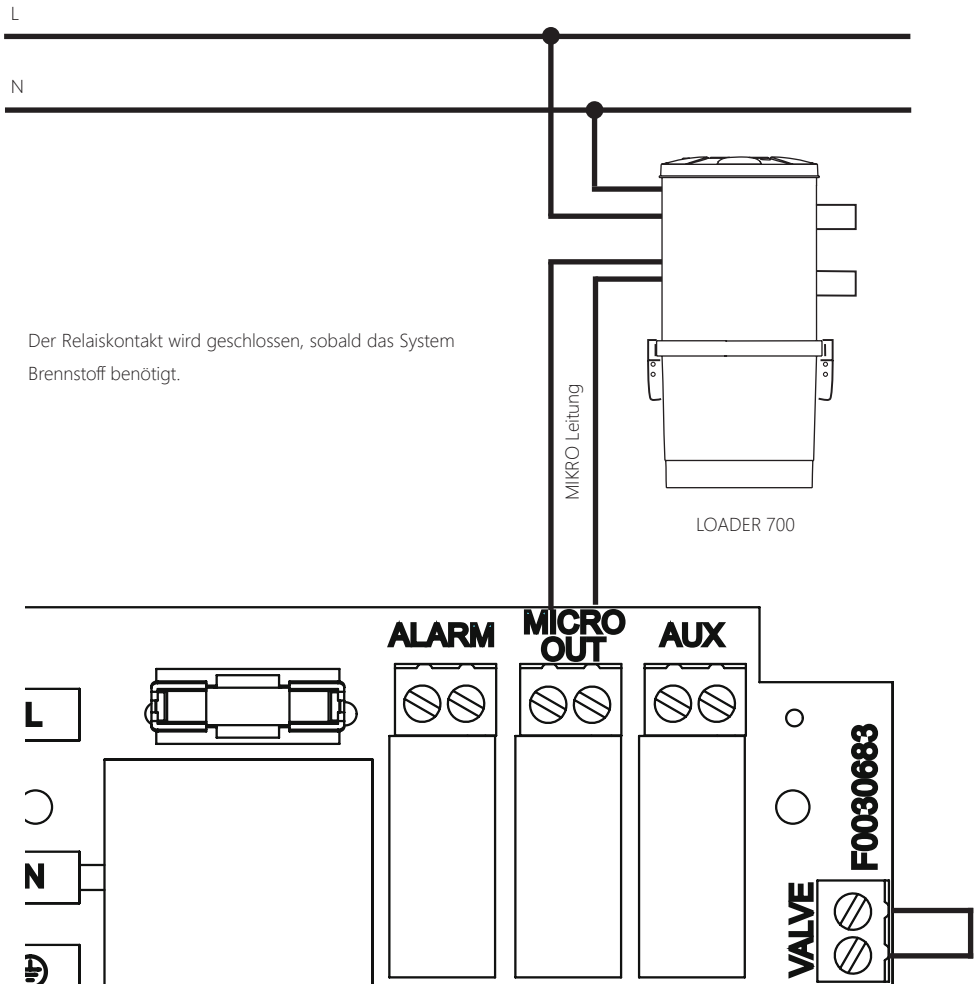 L
N
Der Relaiskontakt wird geschlossen, sobald das System
Brennstoff benötigt.
MIKRO Leitung
LOADER 700
ALARM
MICRO
OUT
AUX
L
N
F0030683
VALVE